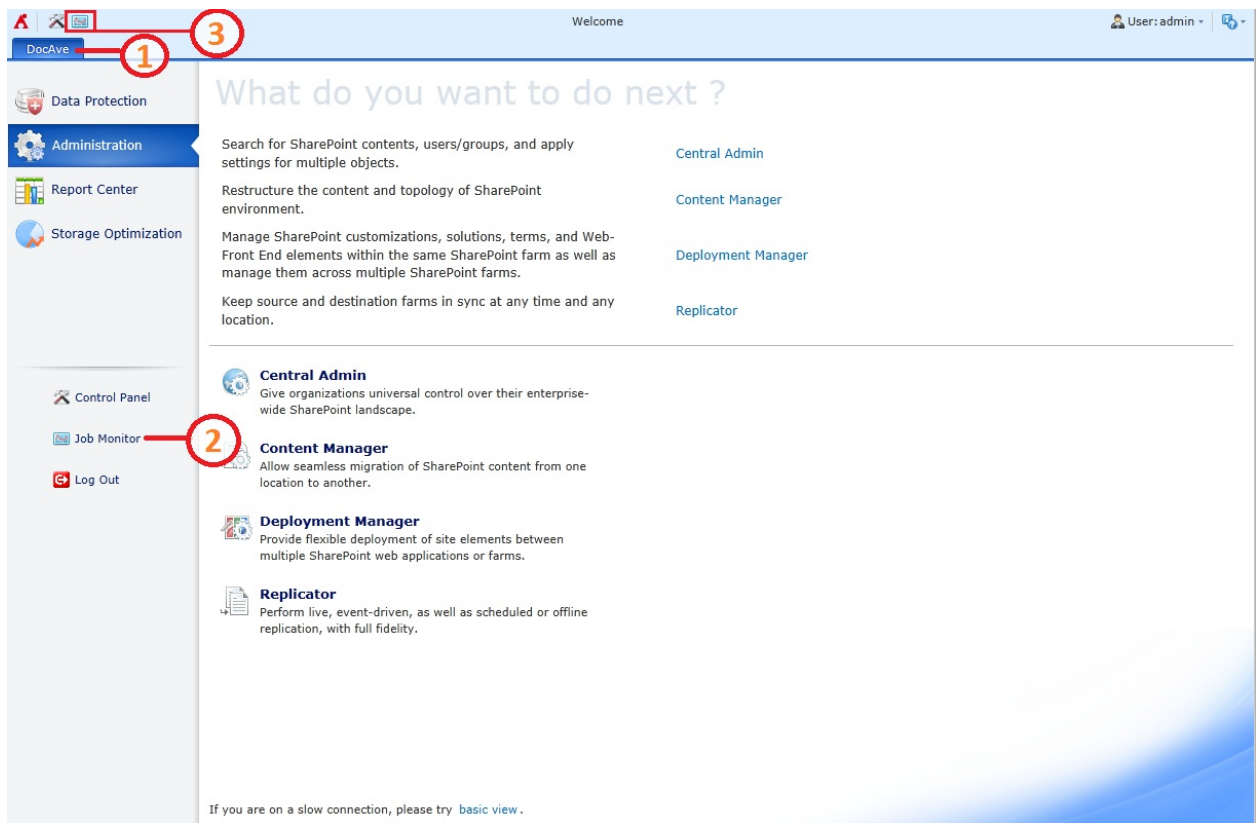 Welcome
User: admin
3
DocAve
1
Data Protection
Administration
Report Center
Storage Optimization
Control Panel
Job Monitor
2
Log Out
What do you want to do next ?
Search for SharePoint contents, users/groups, and apply
settings for multiple objects.
Central Admin
Restructure the content and topology of SharePoint
environment.
Content Manager
Manage SharePoint customizations, solutions, terms, and Web-
Front End elements within the same SharePoint farm as well as
manage them across multiple SharePoint farms.
Deployment Manager
Keep source and destination farms in sync at any time and any
location.
Replicator
Central Admin
Give organizations universal control over their enterprise-
wide SharePoint landscape.
Content Manager
Allow seamless migration of SharePoint content from one
location to another.
Deployment Manager
Provide flexible deployment of site elements between
multiple SharePoint web applications or farms.
Replicator
Perform live, event-driven, as well as scheduled or offline
replication, with full fidelity.
If you are on a slow connection, please try basic view.